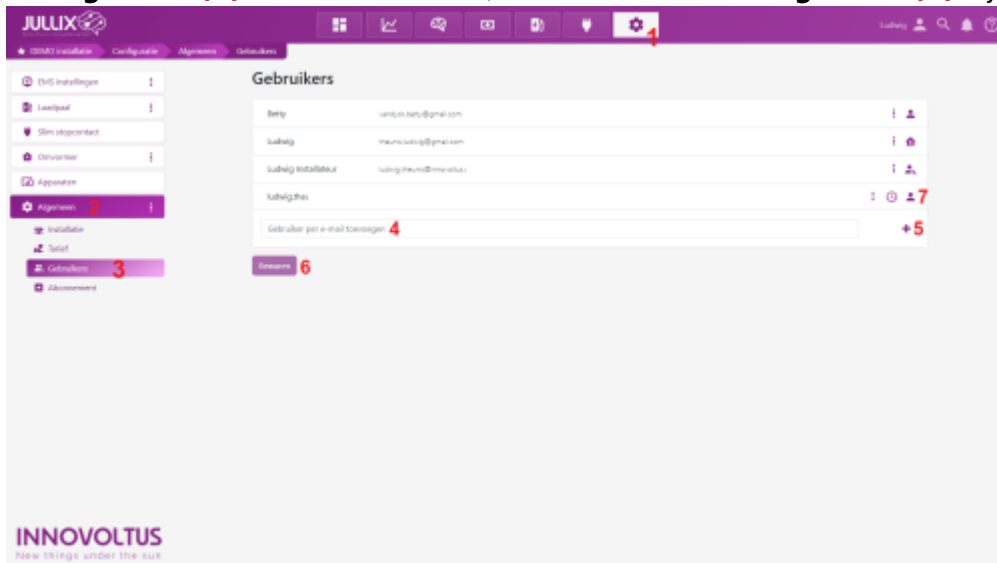 JULLIX
1
Ludwig
DEMO installatie Configuratie Algemeen Gebruikers
EMS instellingen
Laadpaal
Slim stopcontact
Omvormer
Apparaten
Algemeen 2
Installatie
Tarief
Gebruikers 3
Abonnement
Gebruikers
Betty
Ludwig
Ludwig Installateur
ludwig.thes
7
Gebruiker per e-mail toevoegen 4
5
Bewaren 6
INNOVOLTUS
New things under the sun